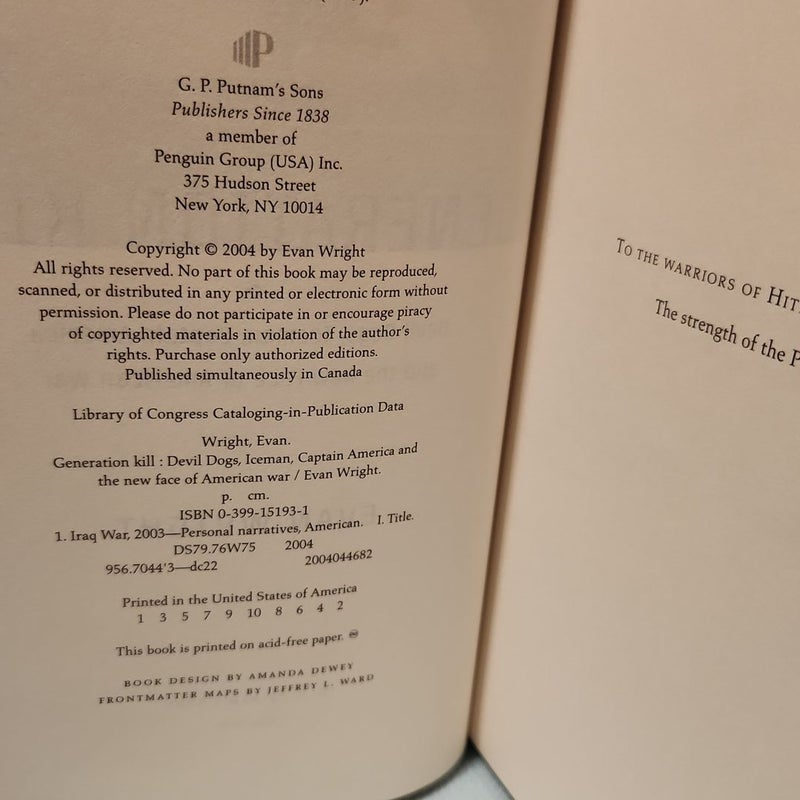 G. P. Putnam's Sons
Publishers Since 1838
a member of
Penguin Group (USA) Inc.
375 Hudson Street
New York, NY 10014
Copyright © 2004 by Evan Wright
All rights reserved. No part of this book may be reproduced,
scanned, or distributed in any printed or electronic form without
permission. Please do not participate in or encourage piracy
of copyrighted materials in violation of the author's
rights. Purchase only authorized editions.
Published simultaneously in Canada
Library of Congress Cataloging-in-Publication Data
Wright, Evan.
Generation kill : Devil Dogs, Iceman, Captain America and
the new face of American war / Evan Wright.
p. cm.
ISBN 0-399-15193-1
1. Iraq War, 2003—Personal narratives, American. I. Title.
DS79.76W75 2004
956.7044'3—dc22 2004044682
Printed in the United States of America
1 3 5 7 9 10 8 6 4 2
This book is printed on acid-free paper. ♾
BOOK DESIGN BY AMANDA DEWEY
FRONTMATTER MAPS BY JEFFREY L. WARD
TO THE WARRIORS OF HIT
The strength of the P